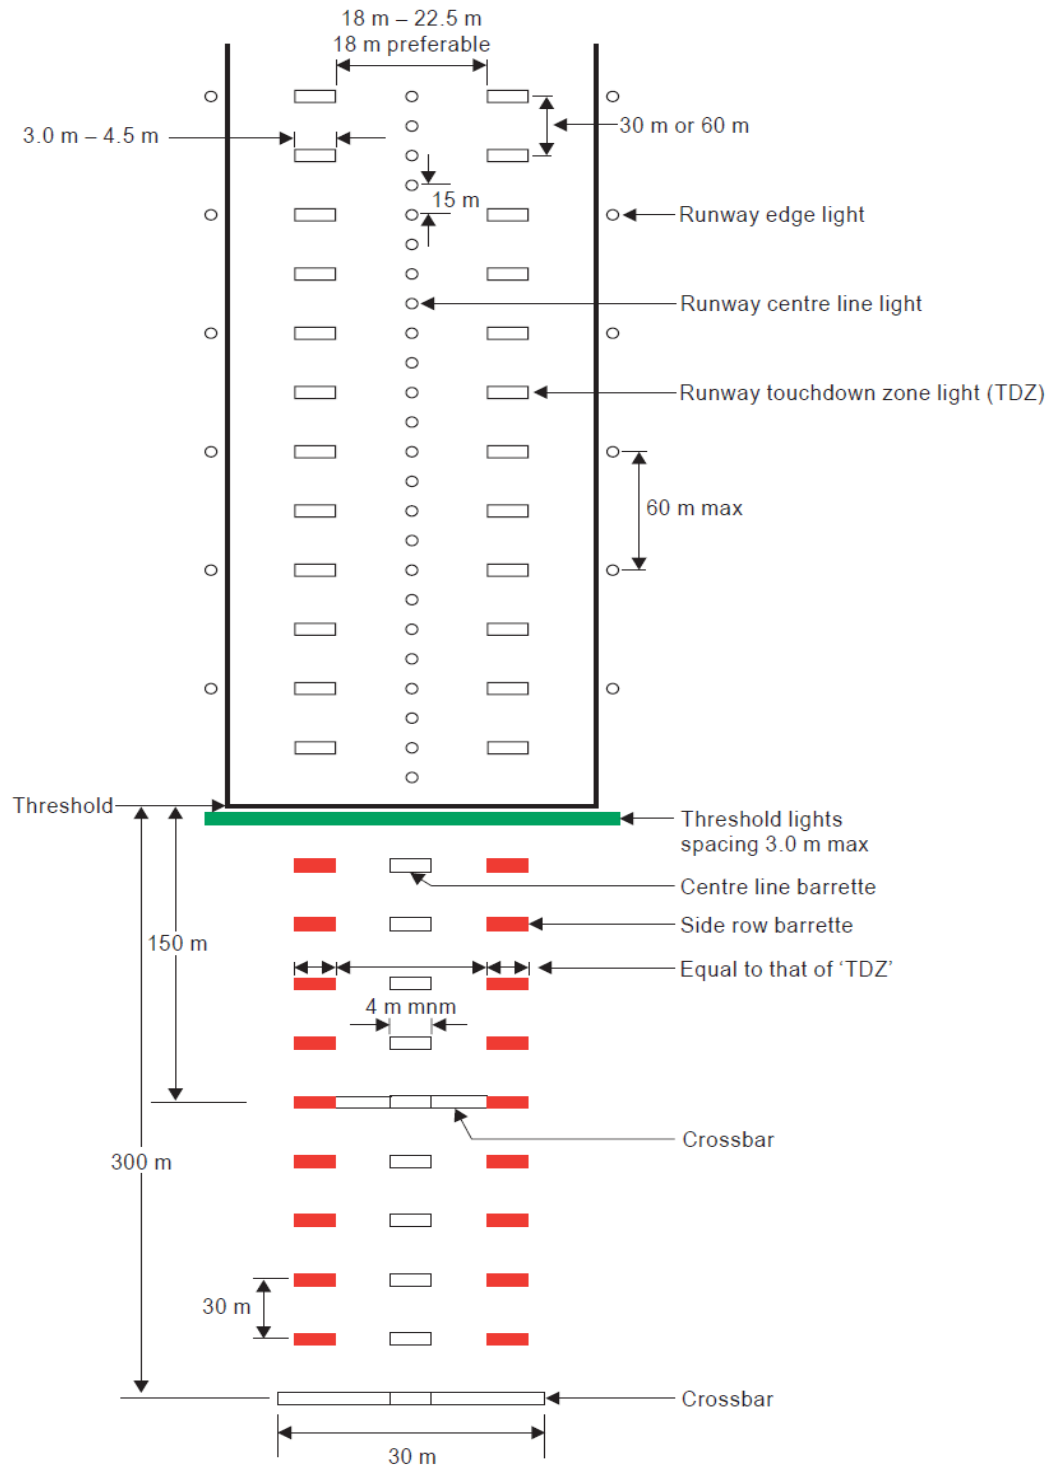 18 m – 22.5 m
18 m preferable
3.0 m – 4.5 m
30 m or 60 m
15 m
Runway edge light
Runway centre line light
Runway touchdown zone light (TDZ)
60 m max
Threshold
Threshold lights
spacing 3.0 m max
Centre line barrette
Side row barrette
150 m
Equal to that of ‘TDZ’
4 m mnm
Crossbar
300 m
30 m
Crossbar
30 m